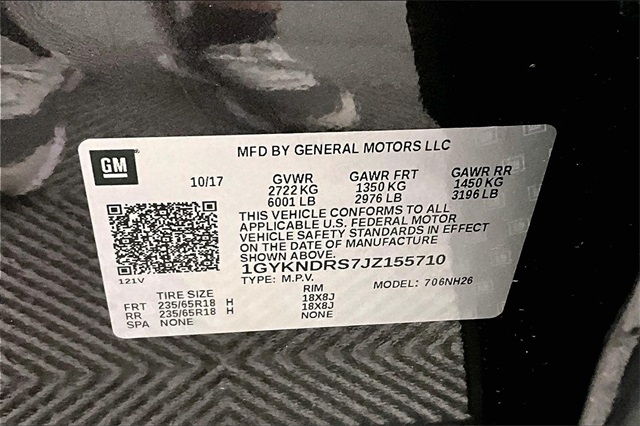 MFD BY GENERAL MOTORS LLC
GM
10/17
GVWR GAWR FRT GAWR RR
2722 KG 1350 KG 1450 KG
6001 LB 2976 LB 3196 LB
THIS VEHICLE CONFORMS TO ALL
APPLICABLE U.S. FEDERAL MOTOR
VEHICLE SAFETY STANDARDS IN EFFECT
ON THE DATE OF MANUFACTURE
SHOWN ABOVE.
1GYKNDRS7JZ155710
121V
TYPE: M.P.V. MODEL: 706NH26
TIRE SIZE RIM
FRT 235/65R18 H 18X8J
RR 235/65R18 H 18X8J
SPA NONE NONE